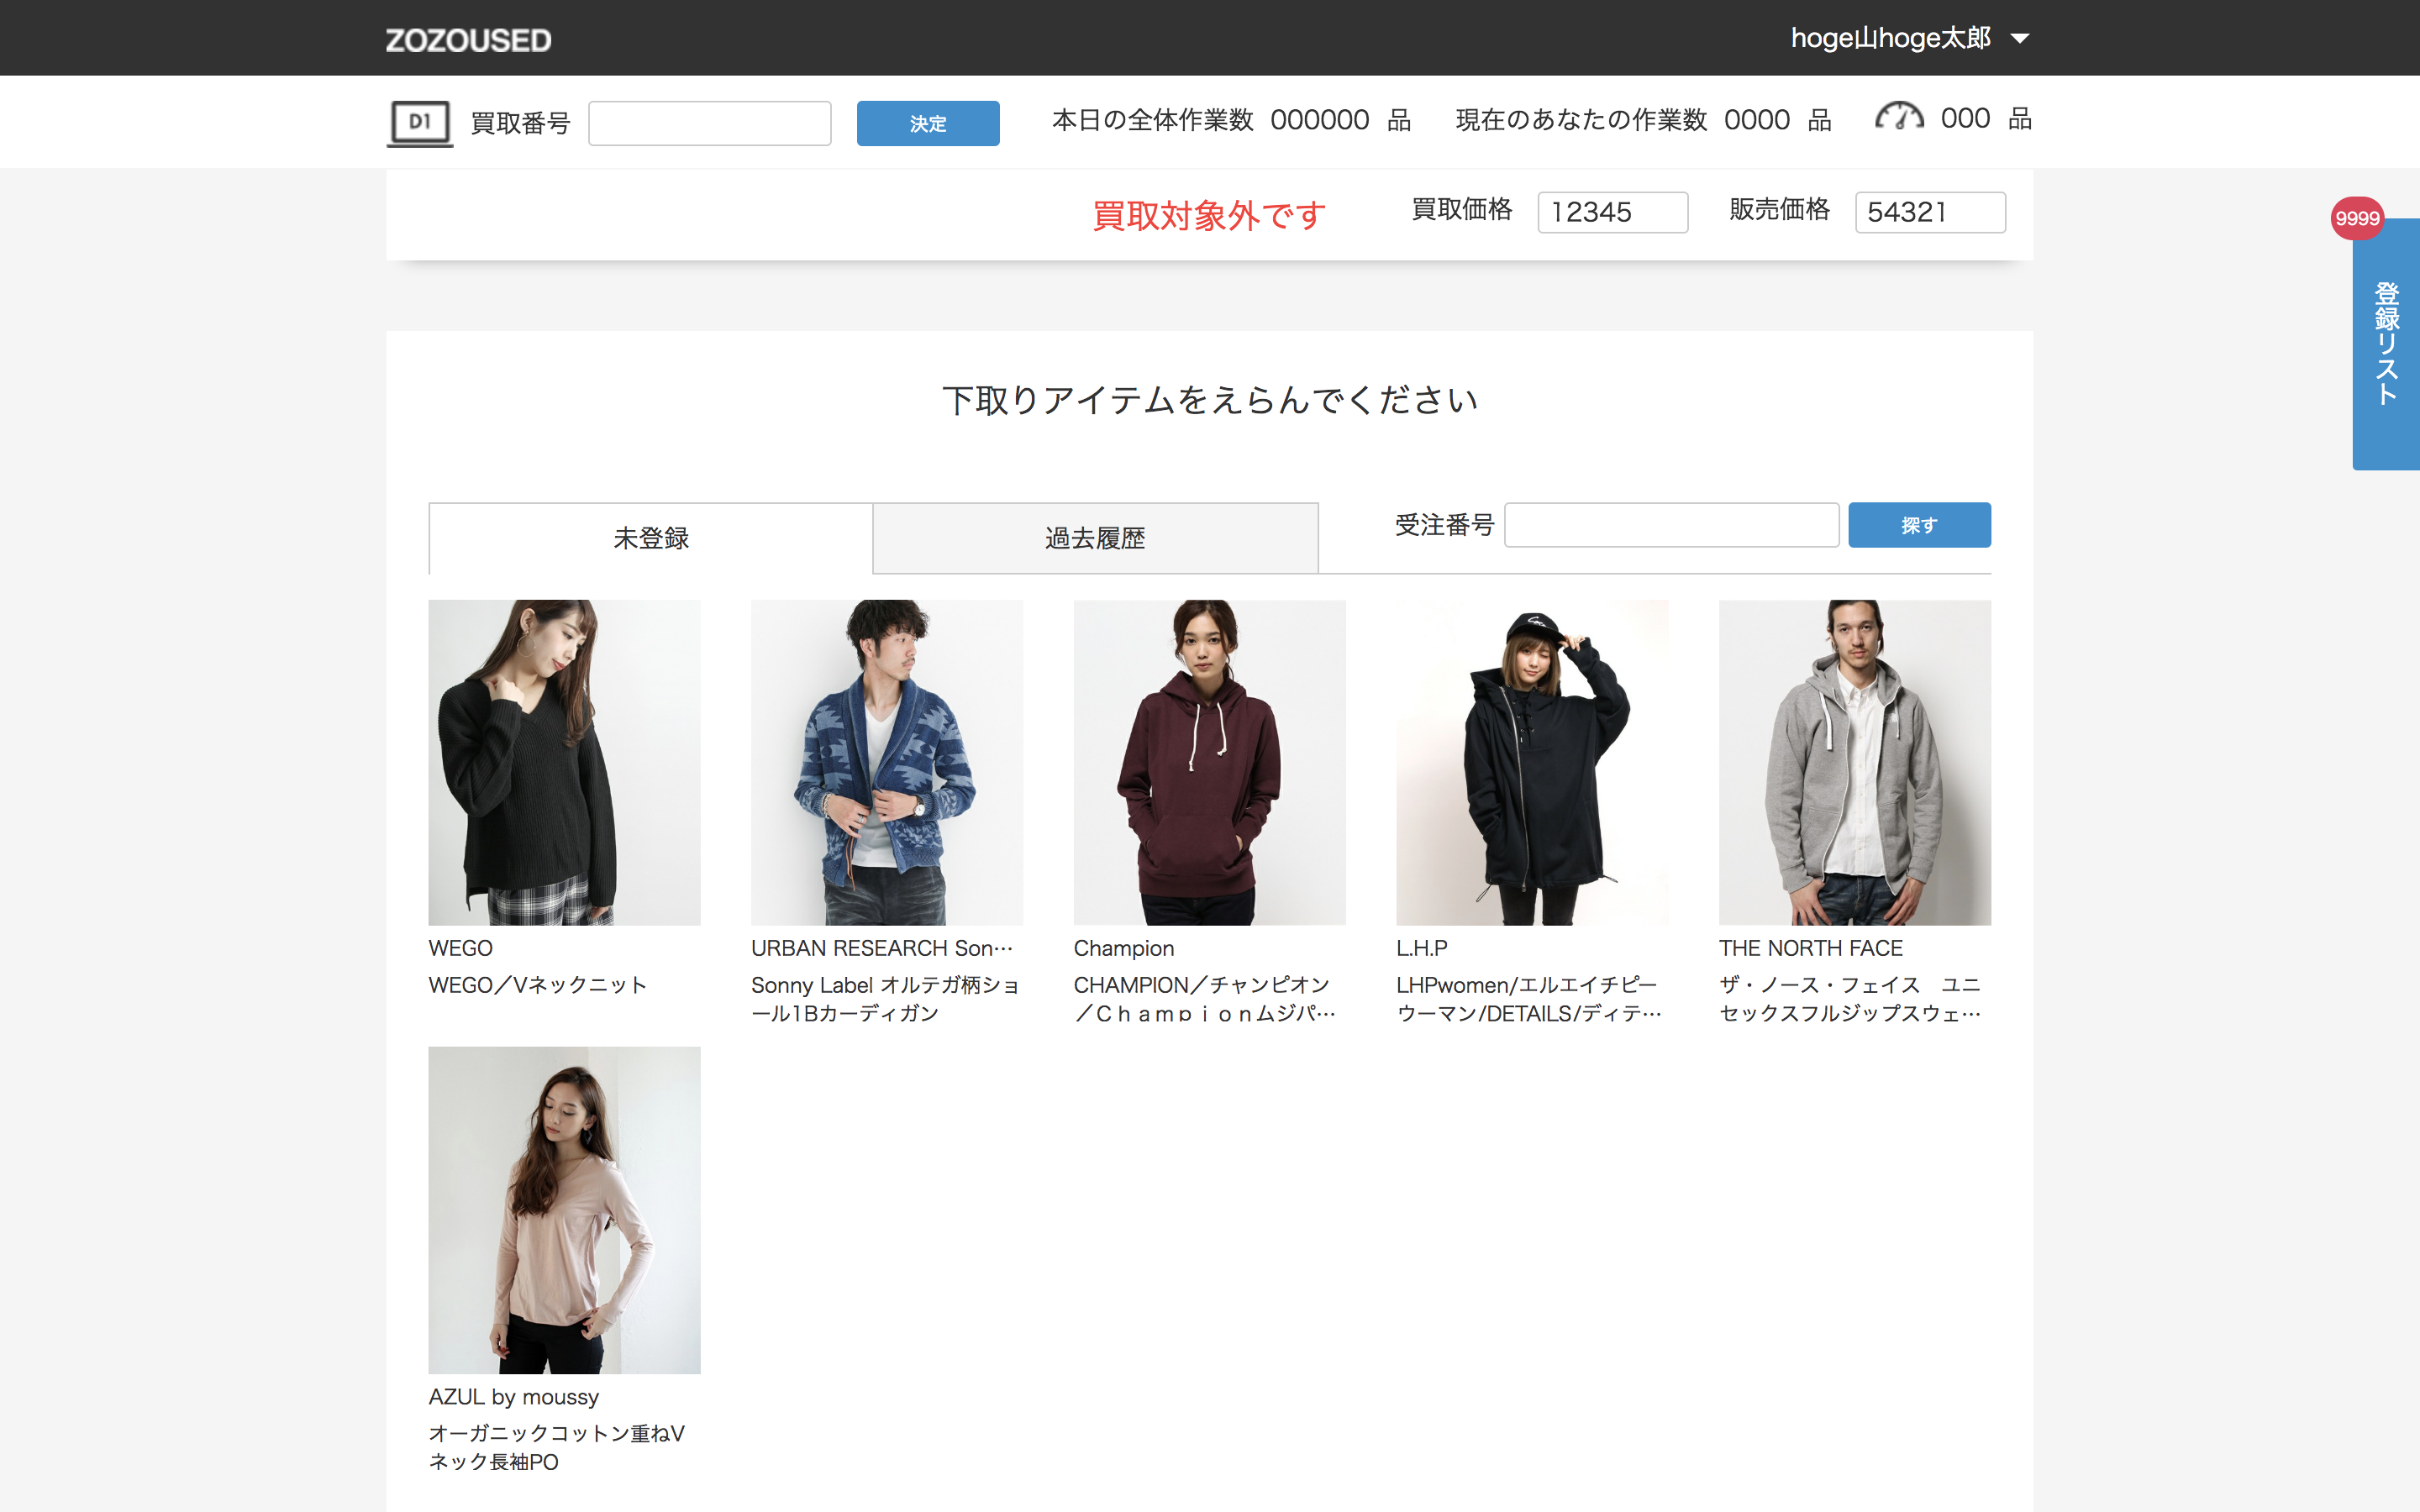 ZOZOUSED
hoge山hoge太郎
D1
買取番号
決定
本日の全体作業数 000000 品
現在のあなたの作業数 0000 品
000 品
買取対象外です
買取価格 12345
販売価格 54321
9999
登録リスト
下取りアイテムをえらんでください
未登録
過去履歴
受注番号
探す
WEGO
WEGO／Vネックニット
URBAN RESEARCH Son…
Sonny Label オルテガ柄ショ
ール1Bカーディガン
Champion
CHAMPION／チャンピオン
／Ｃｈａｍｐｉｏｎムジパ…
L.H.P
LHPwomen/エルエイチピー
ウーマン/DETAILS/ディテ…
THE NORTH FACE
ザ・ノース・フェイス　ユニ
セックスフルジップスウェ…
AZUL by moussy
オーガニックコットン重ねV
ネック長袖PO